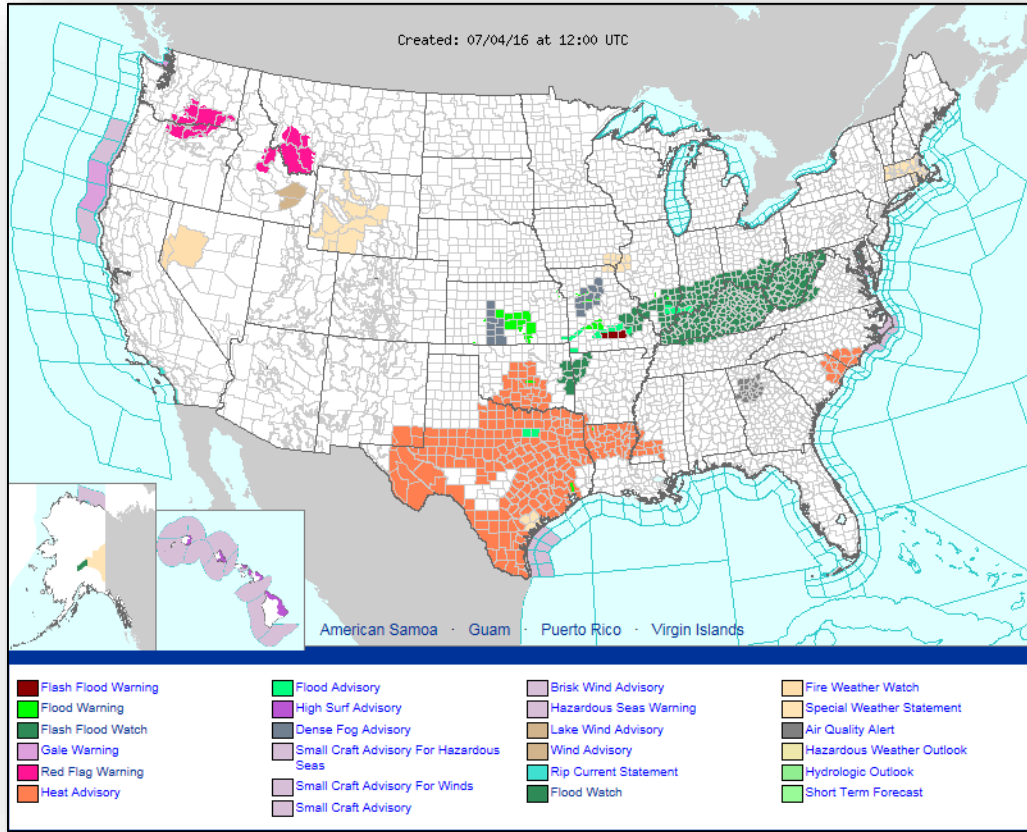 Created: 07/04/16 at 12:00 UTC
American Samoa · Guam · Puerto Rico · Virgin Islands
Flash Flood Warning
Flood Warning
Flash Flood Watch
Gale Warning
Red Flag Warning
Heat Advisory
Flood Advisory
High Surf Advisory
Dense Fog Advisory
Small Craft Advisory For Hazardous
Seas
Small Craft Advisory For Winds
Small Craft Advisory
Brisk Wind Advisory
Hazardous Seas Warning
Lake Wind Advisory
Wind Advisory
Rip Current Statement
Flood Watch
Fire Weather Watch
Special Weather Statement
Air Quality Alert
Hazardous Weather Outlook
Hydrologic Outlook
Short Term Forecast